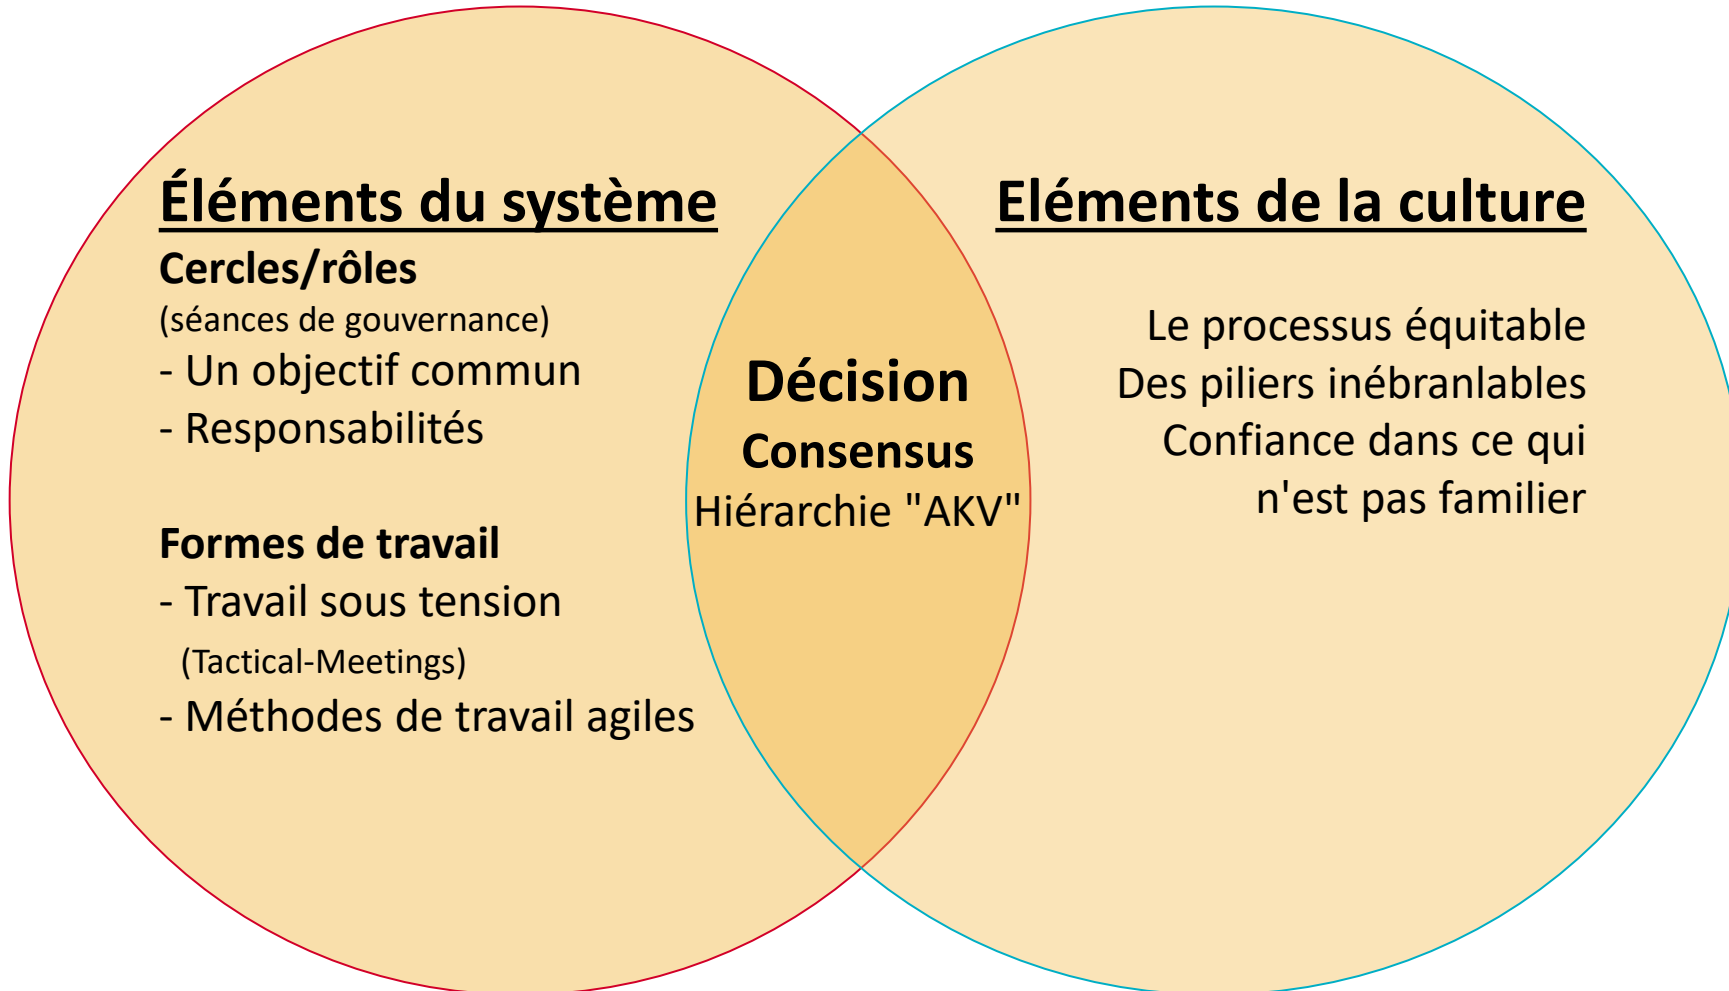 Éléments du système
Cercles/rôles
(séances de gouvernance)
- Un objectif commun
- Responsabilités
Formes de travail
- Travail sous tension
(Tactical-Meetings)
- Méthodes de travail agiles
Décision
Consensus
Hiérarchie "AKV"
Eléments de la culture
Le processus équitable
Des piliers inébranlables
Confiance dans ce qui
n'est pas familier